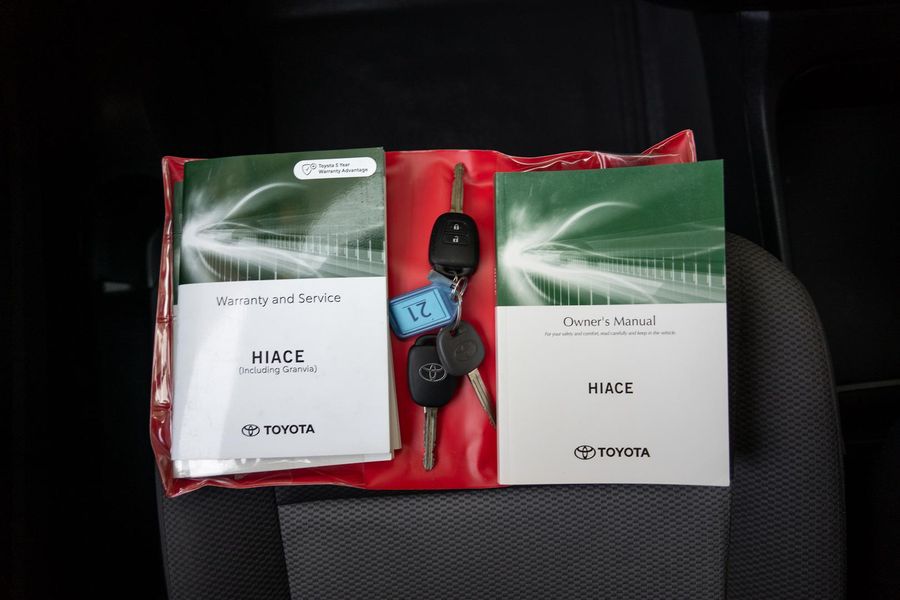 Toyota 5 Year
Warranty Advantage
Warranty and Service
HIACE
(Including Granvia)
TOYOTA
21
Owner's Manual
For your safety and comfort, read carefully and keep in the vehicle.
HIACE
TOYOTA